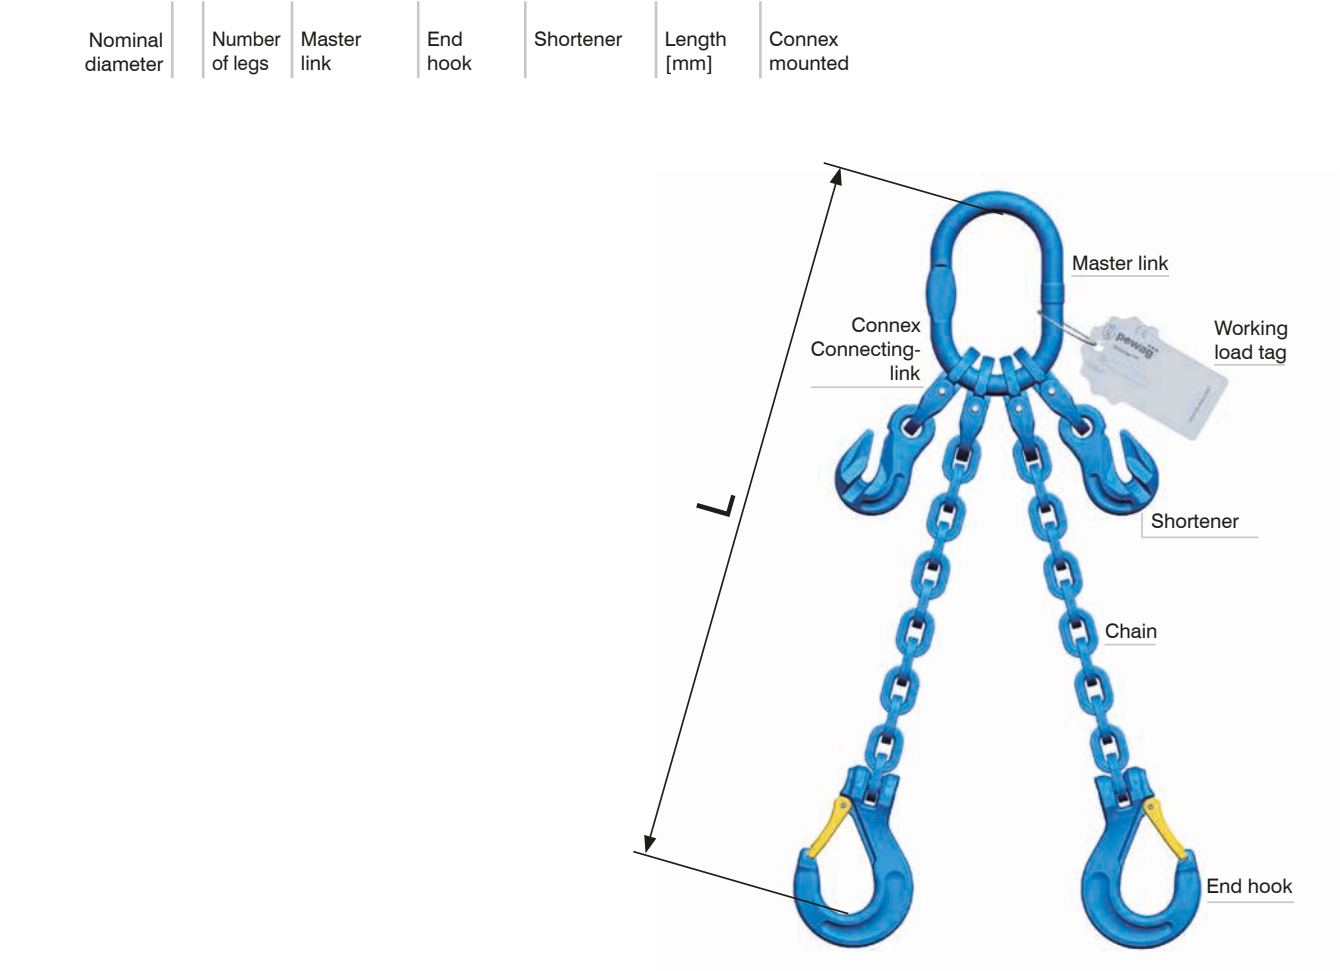 Nominal
diameter
Number
of legs
Master
link
End
hook
Shortener
Length
[mm]
Connex
mounted
Master link
Connex
Connecting-
link
Working
load tag
pewag
L
Shortener
Chain
End hook